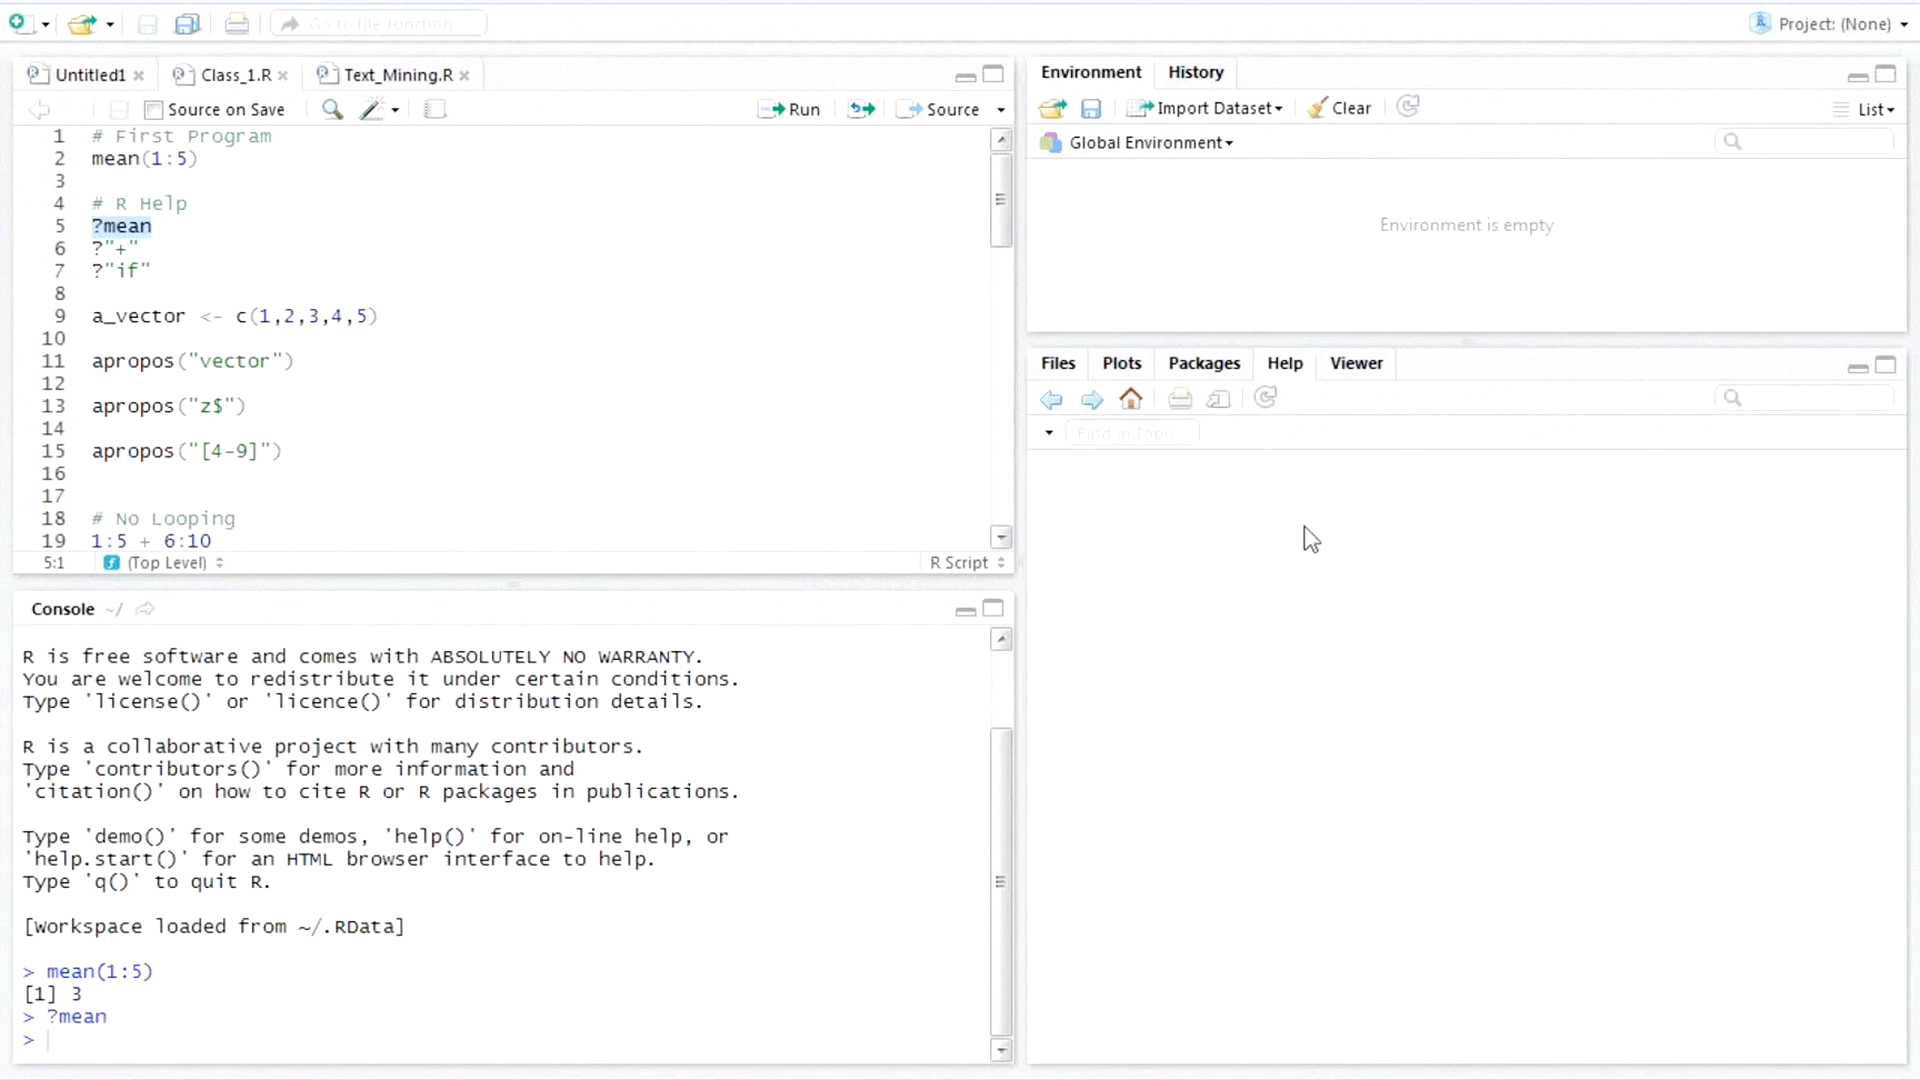 Go to file/function
Project: (None)
Untitled1
Class_1.R
Text_Mining.R
Source on Save
Run
Source
1 # First Program
2 mean(1:5)
3
4 # R Help
5 ?mean
6 ?"+"
7 ?"if"
8
9 a_vector <- c(1,2,3,4,5)
10
11 apropos("vector")
12
13 apropos("z$")
14
15 apropos("[4-9]")
16
17
18 # No Looping
19 1:5 + 6:10
5:1 (Top Level) R Script
Console ~/
R is free software and comes with ABSOLUTELY NO WARRANTY.
You are welcome to redistribute it under certain conditions.
Type 'license()' or 'licence()' for distribution details.
R is a collaborative project with many contributors.
Type 'contributors()' for more information and
'citation()' on how to cite R or R packages in publications.
Type 'demo()' for some demos, 'help()' for on-line help, or
'help.start()' for an HTML browser interface to help.
Type 'q()' to quit R.
[Workspace loaded from ~/.RData]
> mean(1:5)
[1] 3
> ?mean
>
Environment History
Import Dataset Clear List
Global Environment
Environment is empty
Files Plots Packages Help Viewer
Find in Topic